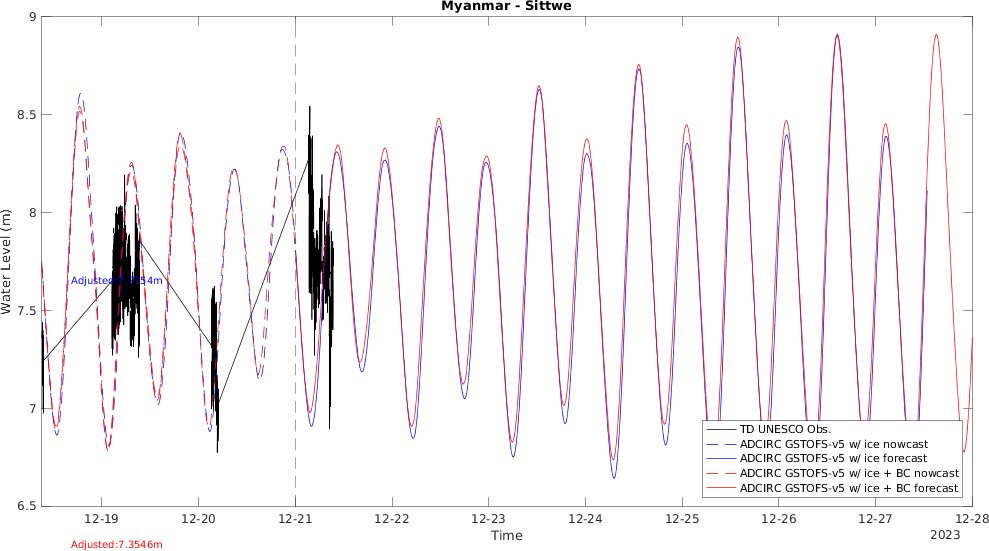 Myanmar - Sittwe
9
8.5
8
7.5
7
6.5
Water Level (m)
Adjusted:7.3554m
TD UNESCO Obs.
ADCIRC GSTOFS-v5 w/ ice nowcast
ADCIRC GSTOFS-v5 w/ ice forecast
ADCIRC GSTOFS-v5 w/ ice + BC nowcast
ADCIRC GSTOFS-v5 w/ ice + BC forecast
12-19 12-20 12-21 12-22 12-23 12-24 12-25 12-26 12-27 12-28
Time
2023
Adjusted:7.3546m